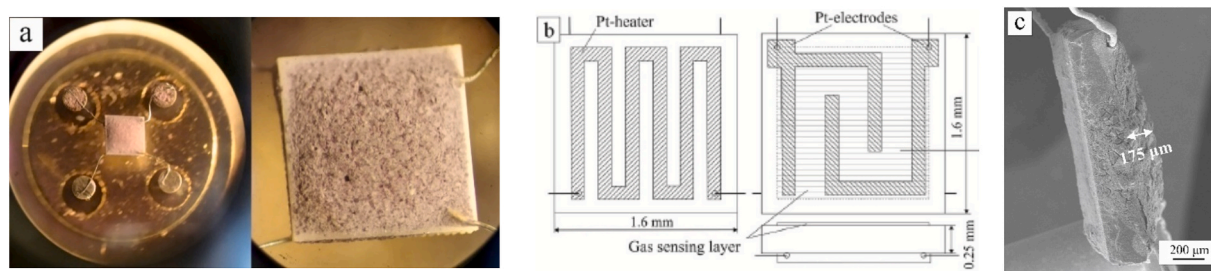 a
b
Pt-heater
Pt-electrodes
1.6 mm
1.6 mm
Gas sensing layer
0.25 mm
c
175 µm
200 µm